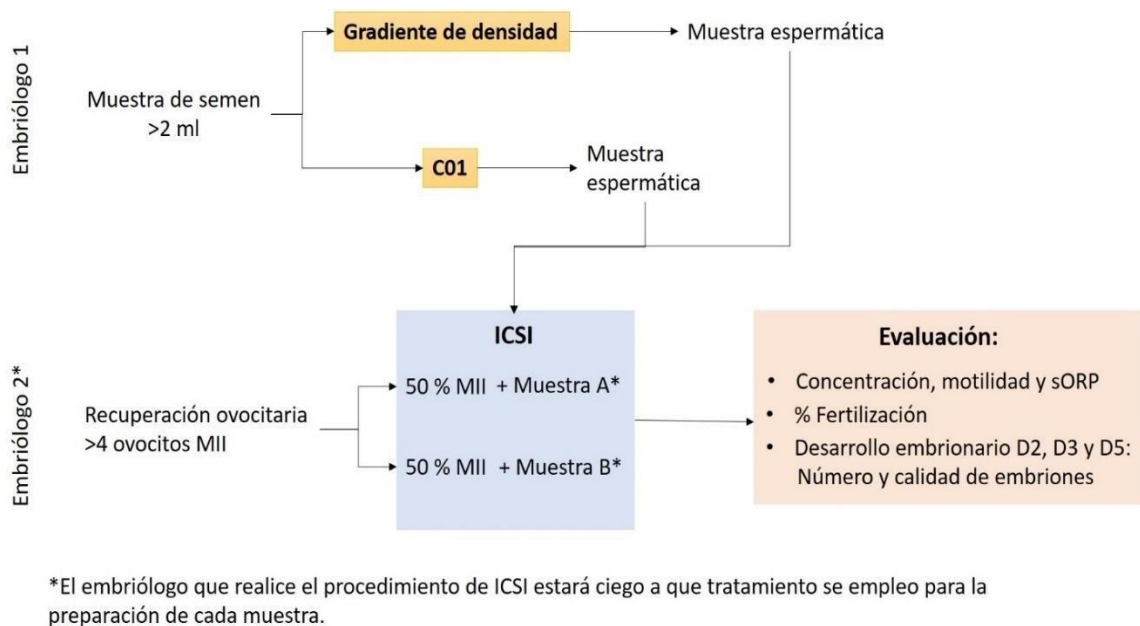 Embriólogo 1
Muestra de semen
>2 ml
Gradiente de densidad
Muestra espermática
C01
Muestra
espermática
Embriólogo 2*
Recuperación ovocitaria
>4 ovocitos MII
ICSI
50 % MII + Muestra A*
50 % MII + Muestra B*
Evaluación:
• Concentración, motilidad y sORP
• % Fertilización
• Desarrollo embrionario D2, D3 y D5:
Número y calidad de embriones
*El embriólogo que realice el procedimiento de ICSI estará ciego a que tratamiento se empleo para la
preparación de cada muestra.